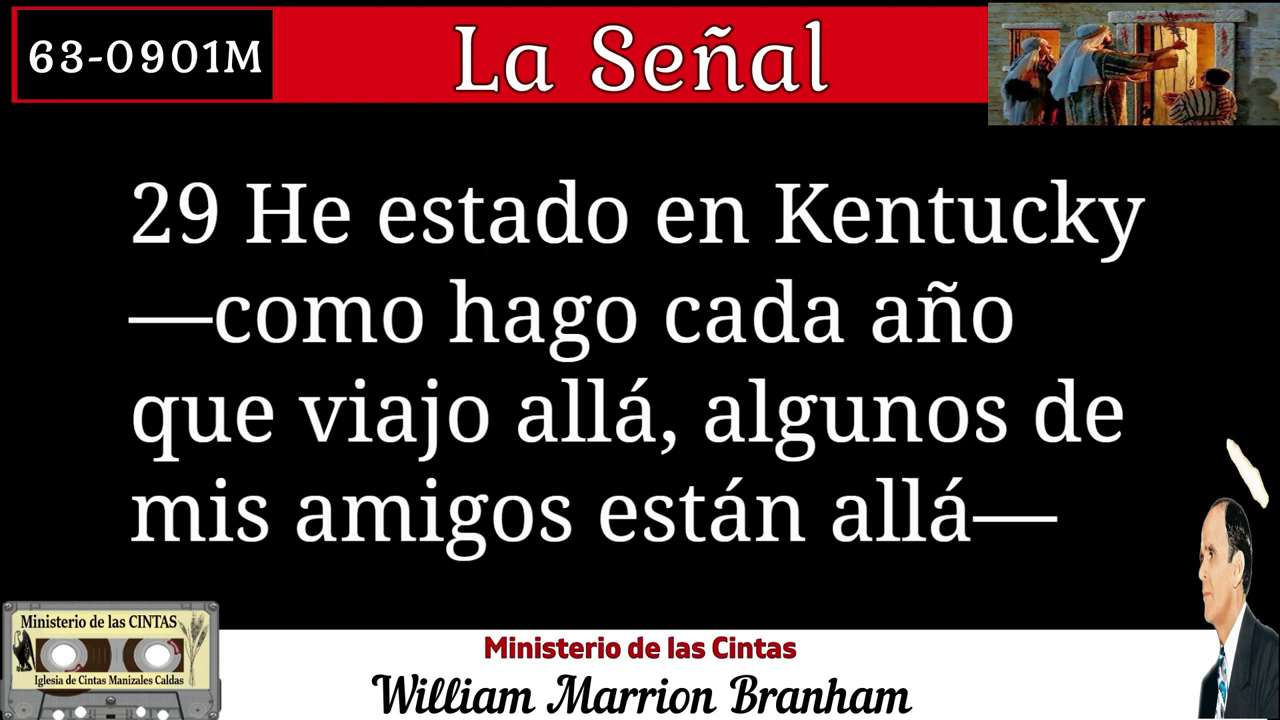 63-0901M
La Señal
29 He estado en Kentucky
—como hago cada año
que viajo allá, algunos de
mis amigos están allá—
Ministerio de las CINTAS
Iglesia de Cintas Manizales Caldas
Ministerio de las Cintas
William Marrion Branham